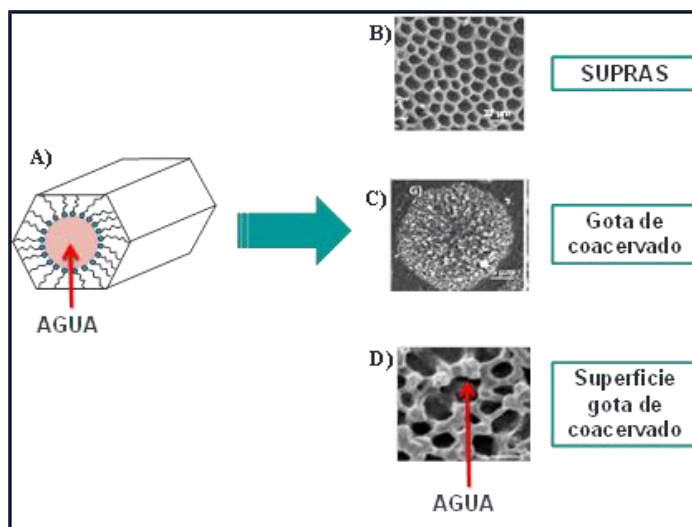 A)
AGUA
B)
SUPRAS
C)
G)
Gota de
coacervado
D)
Superficie
gota de
coacervado
AGUA